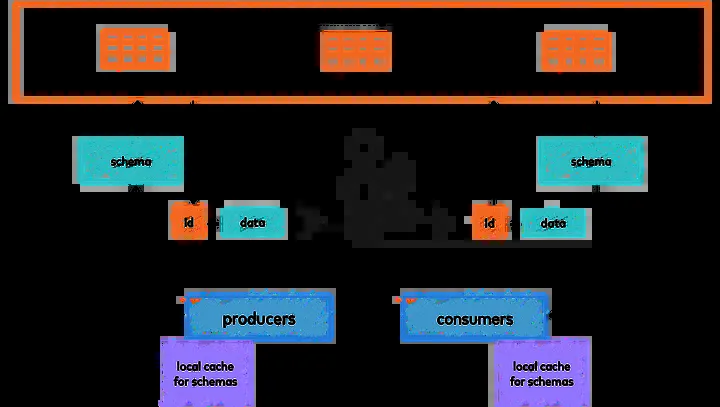 schema
schema
id
data
id
data
producers
consumers
local cache
for schemas
local cache
for schemas